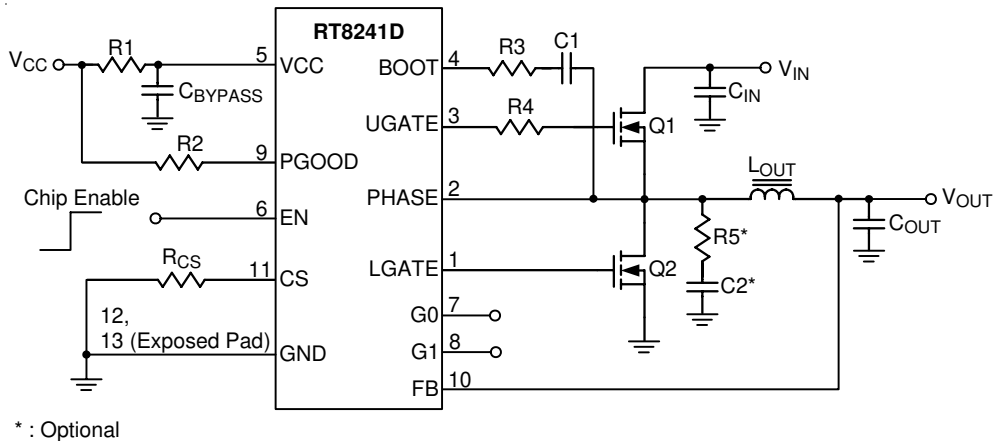 RT8241D
VCC
R1
5
VCC
CBYPASS
R2
9
PGOOD
Chip Enable
6
EN
RCS
11
CS
12,
13 (Exposed Pad)
GND
BOOT
4
R3
C1
UGATE
3
R4
Q1
VIN
CIN
PHASE
2
LOUT
VOUT
COUT
R5*
C2*
LGATE
1
Q2
G0
7
G1
8
FB
10
* : Optional